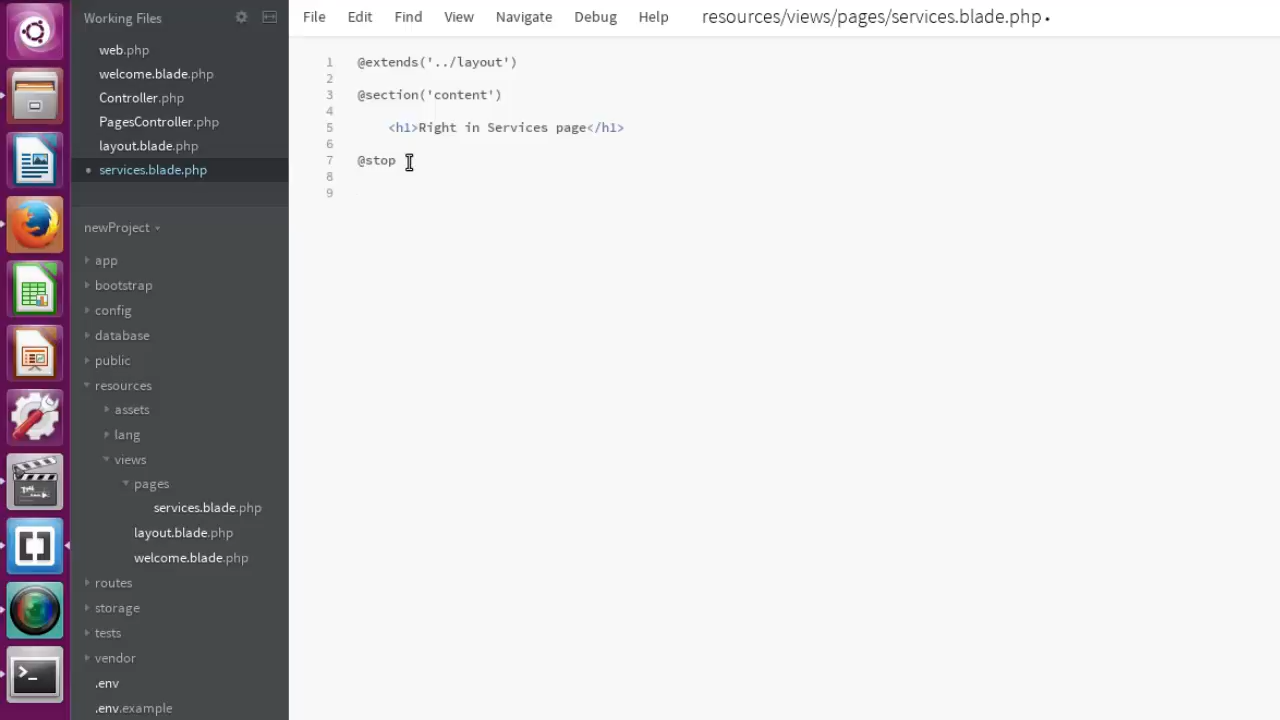 Working Files
web.php
welcome.blade.php
Controller.php
PagesController.php
layout.blade.php
• services.blade.php
newProject
app
bootstrap
config
database
public
resources
assets
lang
views
pages
services.blade.php
layout.blade.php
welcome.blade.php
routes
storage
tests
vendor
.env
.env.example
File Edit Find View Navigate Debug Help resources/views/pages/services.blade.php •
1 @extends('../layout')
2
3 @section('content')
4
5 <h1>Right in Services page</h1>
6
7 @stop
8
9